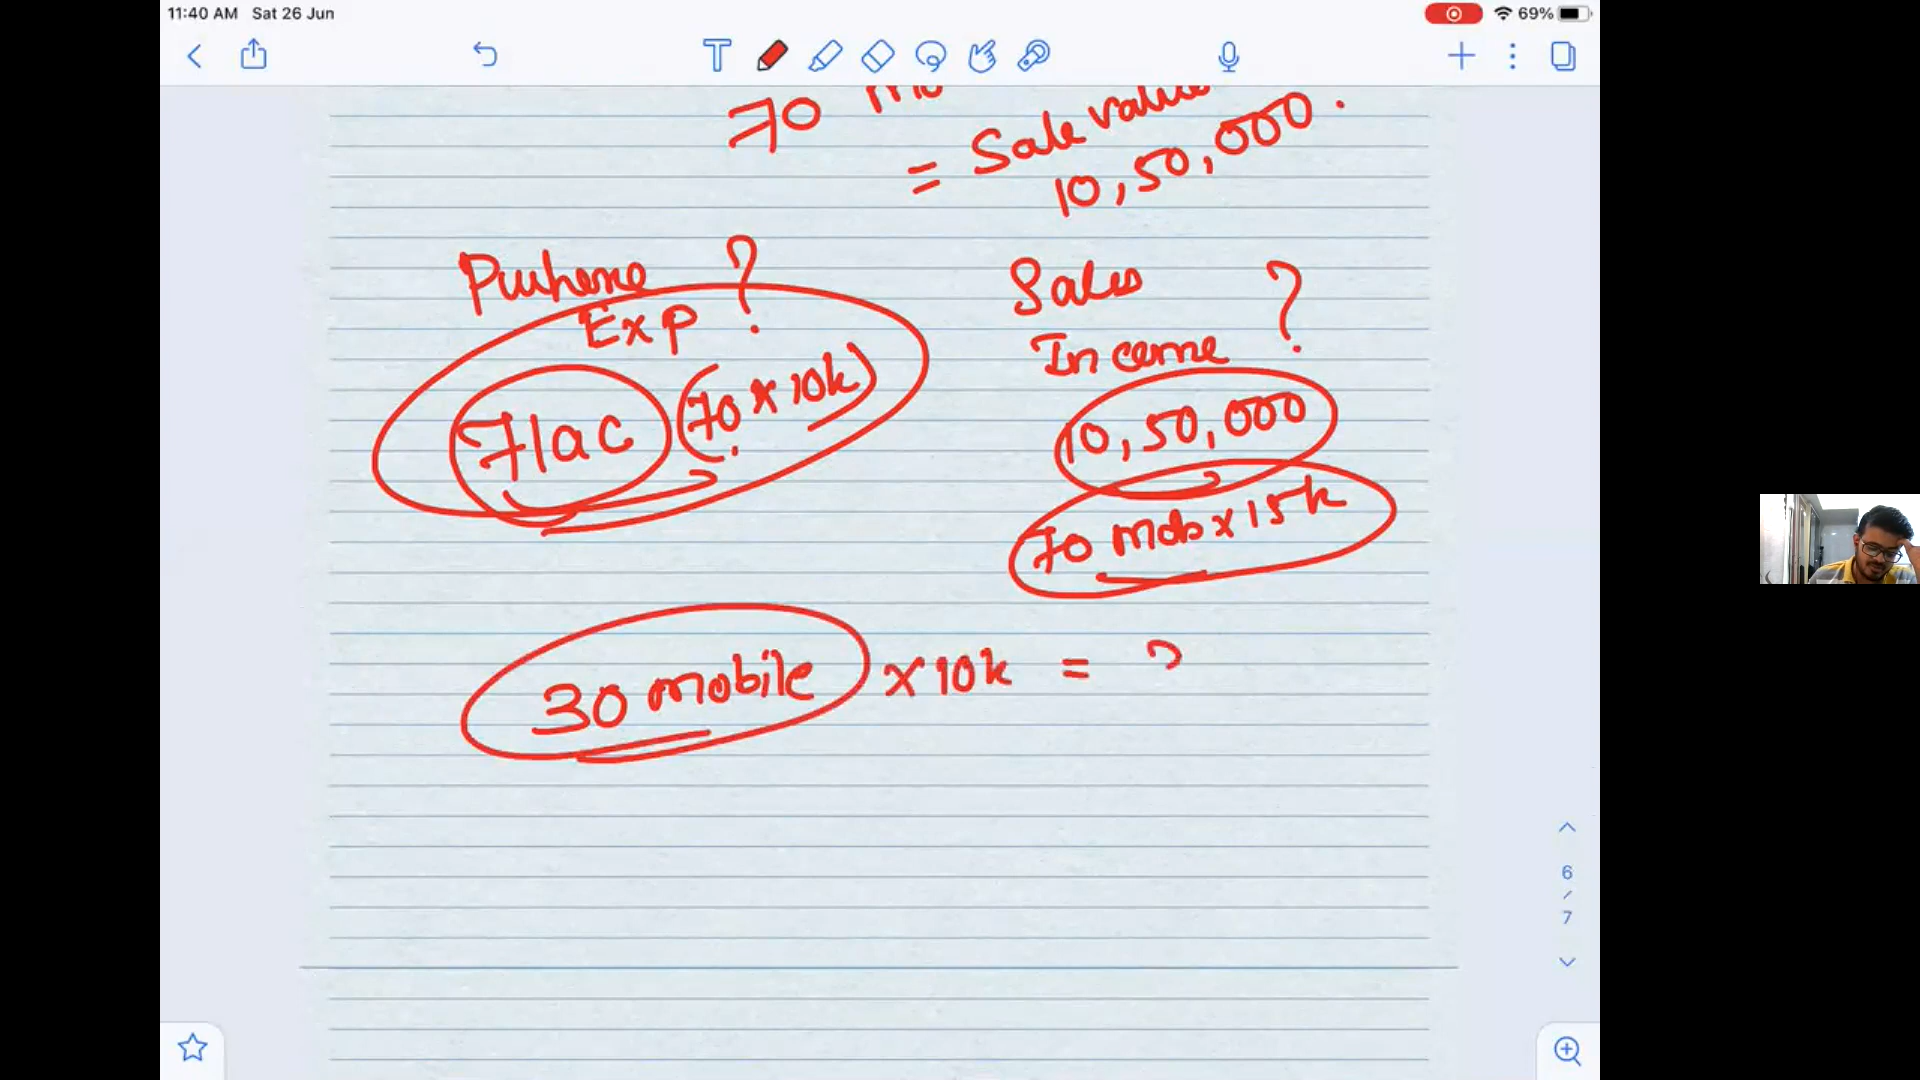 11:40 AM Sat 26 Jun
69%
70
= Sale value
10,50,000.
Purchase ?
Exp
7lac (70 x 10k)
Sales ?
Income
10,50,000
70 mob x 15k
30 mobile x 10k = ?
6
/
7